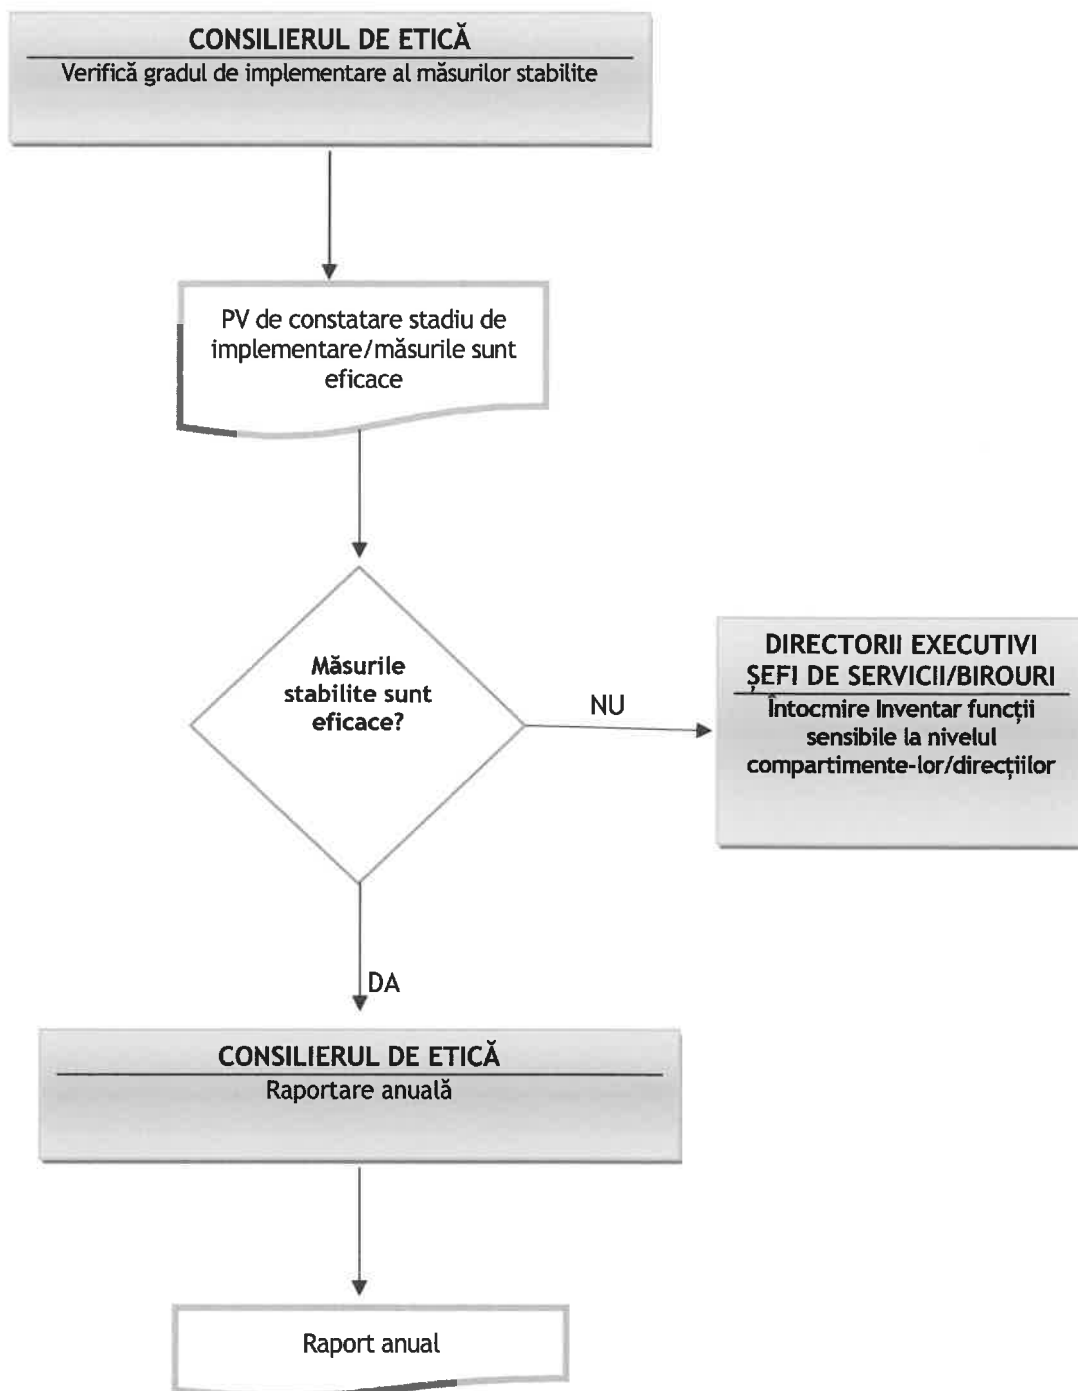 CONSILIERUL DE ETICĂ
Verifică gradul de implementare al măsurilor stabilite
PV de constatare stadiu de
implementare/măsurile sunt
eficace
Măsurile
stabilite sunt
eficace?
NU
DIRECTORII EXECUTIVI
ȘEFI DE SERVICII/BIROURI
Întocmire Inventar funcții
sensibile la nivelul
compartimente-lor/direcțiilor
DA
CONSILIERUL DE ETICĂ
Raportare anuală
Raport anual